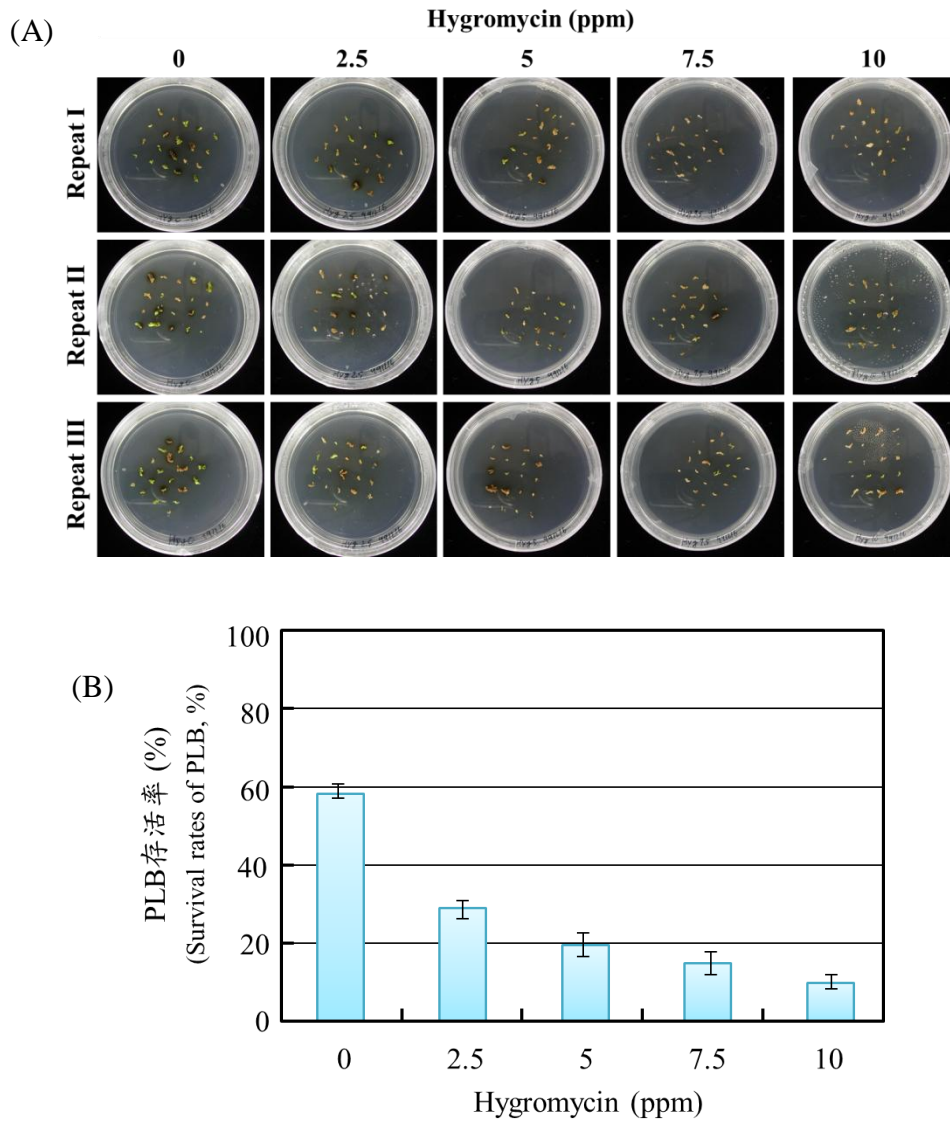 (A)
Hygromycin (ppm)
0 2.5 5 7.5 10
Repeat I
Repeat II
Repeat III
(B)
PLB存活率 (%)
(Survival rates of PLB, %)
100
80
60
40
20
0
0 2.5 5 7.5 10
Hygromycin (ppm)